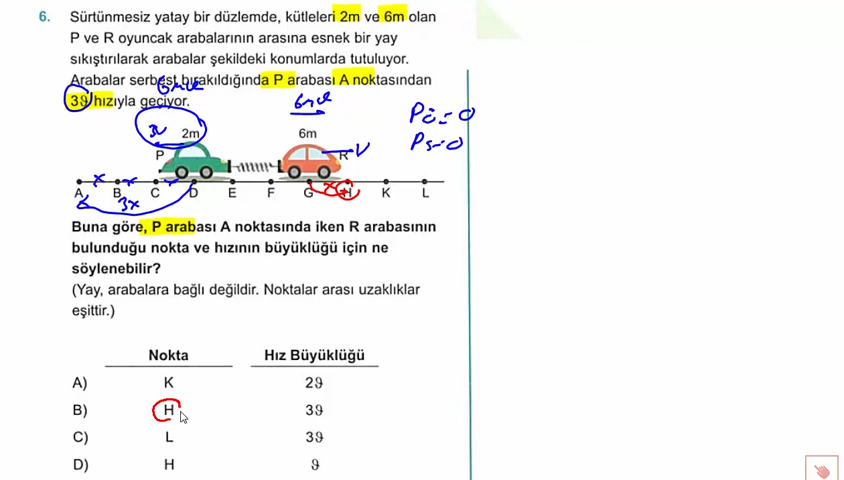 6. Sürtünmesiz yatay bir düzlemde, kütleleri 2m ve 6m olan
P ve R oyuncak arabalarının arasına esnek bir yay
sıkıştırılarak arabalar şekildeki konumlarda tutuluyor.
Arabalar serbest bırakıldığında P arabası A noktasından
3ϑ hızıyla geçiyor.
6mϑ
6mϑ
Pö=0
Ps=0
3ϑ
2m
6m
P
R
V
x x x
A B C D E F G H K L
3x
x
Buna göre, P arabası A noktasında iken R arabasının
bulunduğu nokta ve hızının büyüklüğü için ne
söylenebilir?
(Yay, arabalara bağlı değildir. Noktalar arası uzaklıklar
eşittir.)
Nokta Hız Büyüklüğü
A) K 2ϑ
B) H 3ϑ
C) L 3ϑ
D) H ϑ